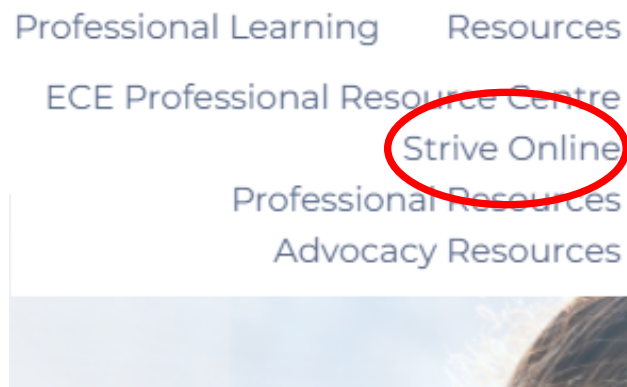 Professional Learning Resources
ECE Professional Resource Centre
Strive Online
Professional Resources
Advocacy Resources